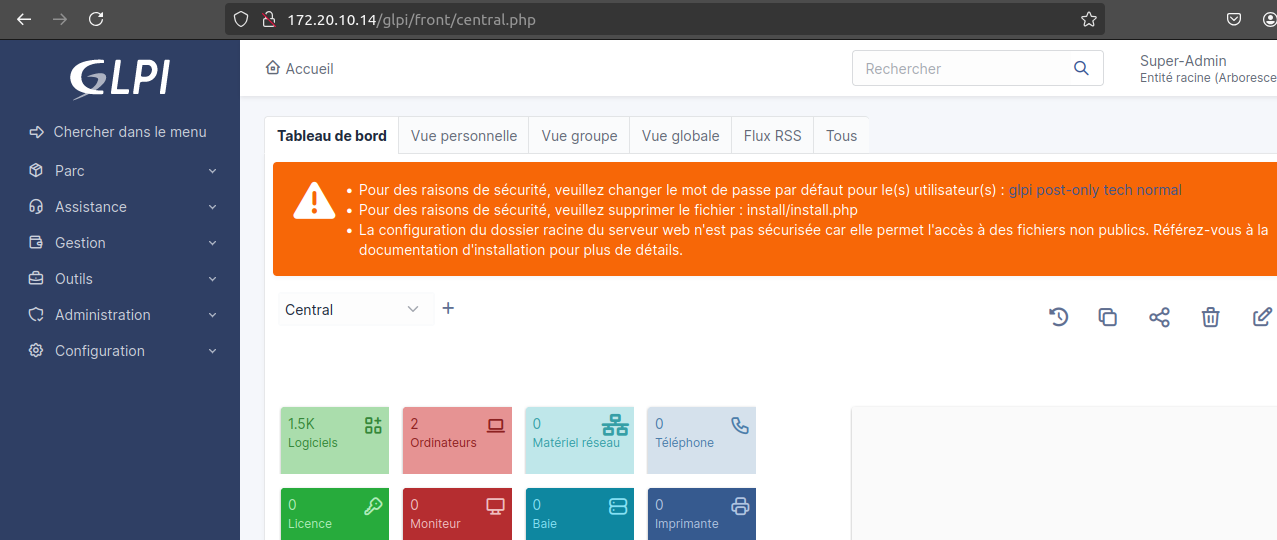 172.20.10.14/glpi/front/central.php
GLPI
Accueil
Rechercher
Super-Admin
Entité racine (Arboresce
Chercher dans le menu
Parc
Assistance
Gestion
Outils
Administration
Configuration
Tableau de bord Vue personnelle Vue groupe Vue globale Flux RSS Tous
• Pour des raisons de sécurité, veuillez changer le mot de passe par défaut pour le(s) utilisateur(s) : glpi post-only tech normal
• Pour des raisons de sécurité, veuillez supprimer le fichier : install/install.php
• La configuration du dossier racine du serveur web n'est pas sécurisée car elle permet l'accès à des fichiers non publics. Référez-vous à la
documentation d'installation pour plus de détails.
Central
1.5K
Logiciels
2
Ordinateurs
0
Matériel réseau
0
Téléphone
0
Licence
0
Moniteur
0
Baie
0
Imprimante